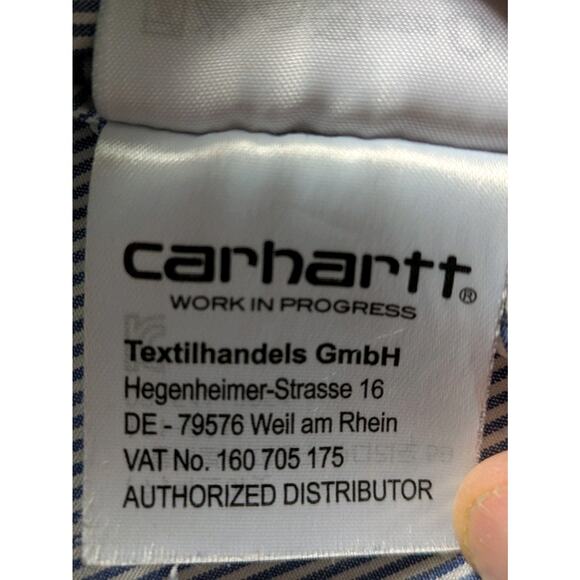 carhartt®
WORK IN PROGRESS
Textilhandels GmbH
Hegenheimer-Strasse 16
DE - 79576 Weil am Rhein
VAT No. 160 705 175
AUTHORIZED DISTRIBUTOR